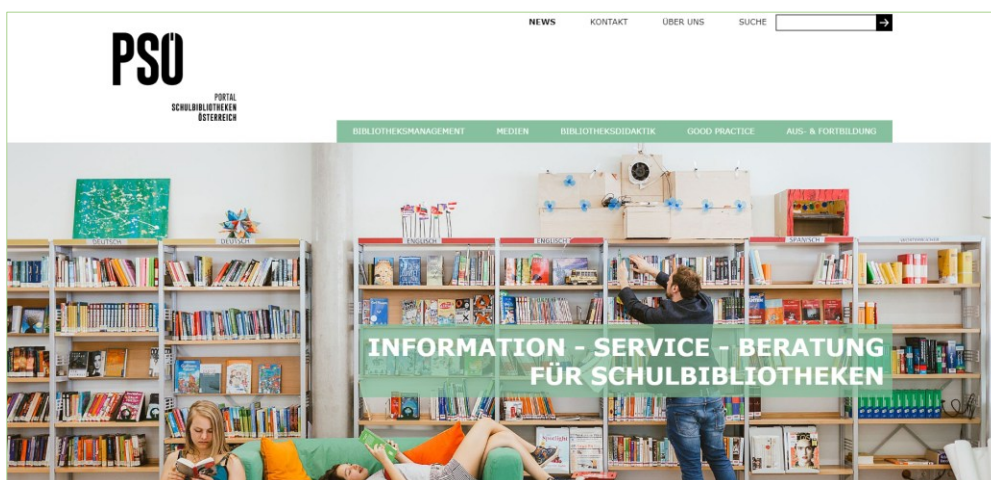 NEWS KONTAKT ÜBER UNS SUCHE
PSÖ
PORTAL
SCHULBIBLIOTHEKEN
ÖSTERREICH
BIBLIOTHEKSMANAGEMENT MEDIEN BIBLIOTHEKSDIDAKTIK GOOD PRACTICE AUS- & FORTBILDUNG
DEUTSCH DEUTSCH ENGLISCH ENGLISCH SPANISCH
INFORMATION - SERVICE - BERATUNG
FÜR SCHULBIBLIOTHEKEN
Spotlight